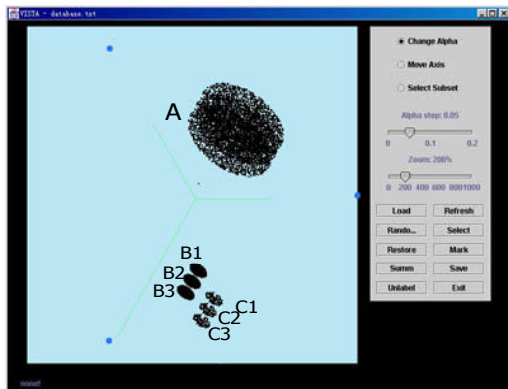 VISTA - database.txt
Change Alpha
Move Axis
Select Subset
Alpha step: 0.05
0 0.1 0.2
Zoom: 200%
0 200 400 600 8001000
Load Refresh
Rando... Select
Restore Mark
Summ Save
Unlabel Exit
A
B1
B2
B3
C1
C2
C3
none!